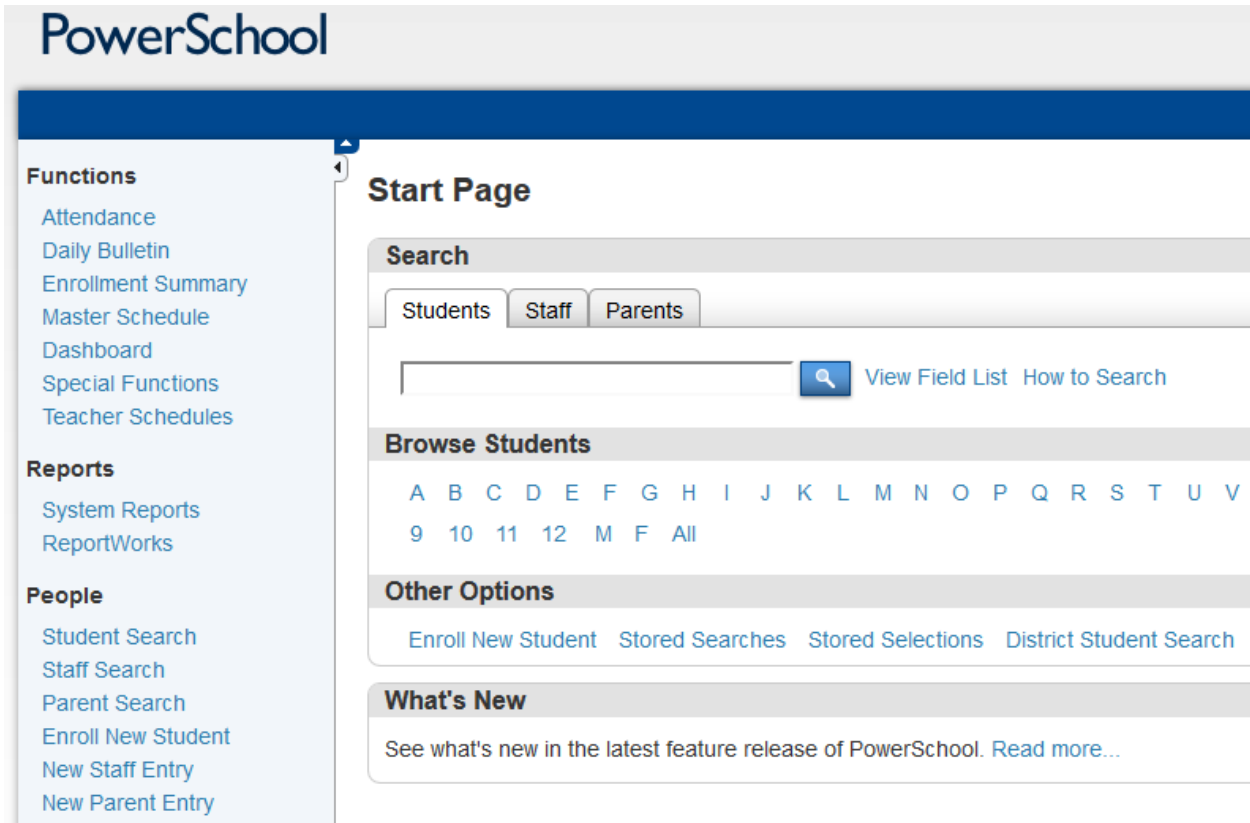 PowerSchool
Functions
Attendance
Daily Bulletin
Enrollment Summary
Master Schedule
Dashboard
Special Functions
Teacher Schedules
Reports
System Reports
ReportWorks
People
Student Search
Staff Search
Parent Search
Enroll New Student
New Staff Entry
New Parent Entry
Start Page
Search
Students Staff Parents
View Field List How to Search
Browse Students
A B C D E F G H I J K L M N O P Q R S T U V
9 10 11 12 M F All
Other Options
Enroll New Student Stored Searches Stored Selections District Student Search
What's New
See what's new in the latest feature release of PowerSchool. Read more...